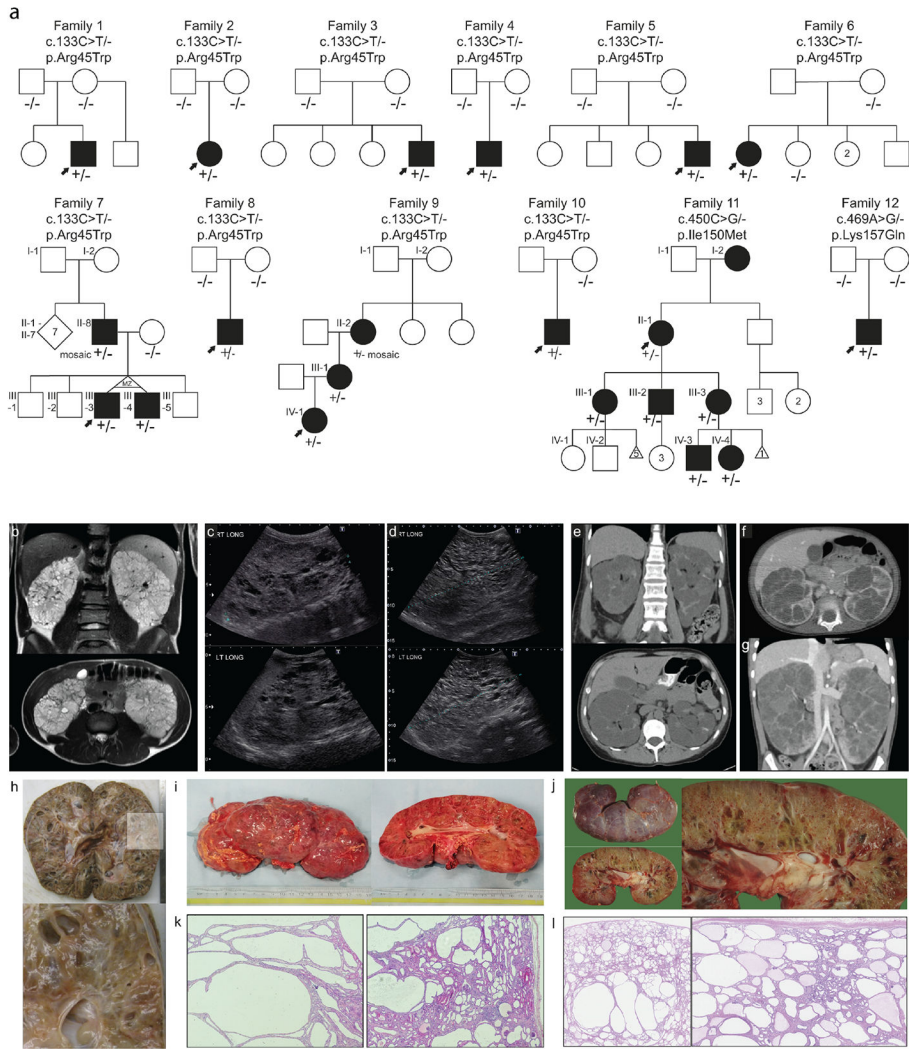 a
Family 1
c.133C>T/-
p.Arg45Trp
-/-
-/-
+/-
Family 2
c.133C>T/-
p.Arg45Trp
-/-
-/-
+/-
Family 3
c.133C>T/-
p.Arg45Trp
-/-
+/-
Family 4
c.133C>T/-
p.Arg45Trp
-/-
-/-
+/-
Family 5
c.133C>T/-
p.Arg45Trp
-/-
-/-
+/-
Family 6
c.133C>T/-
p.Arg45Trp
-/-
+/-
-/-
2
Family 7
c.133C>T/-
p.Arg45Trp
I-1
I-2
II-1 -
II-7
7
II-8
mosaic
+/-
-/-
MZ
III
-1
III
-2
III
-3
III
-4
III
-5
+/-
+/-
Family 8
c.133C>T/-
p.Arg45Trp
-/-
-/-
+/-
Family 9
c.133C>T/-
p.Arg45Trp
I-1
I-2
II-2
+/- mosaic
III-1
+/-
IV-1
+/-
Family 10
c.133C>T/-
p.Arg45Trp
-/-
-/-
+/-
Family 11
c.450C>G/-
p.Ile150Met
I-1
I-2
II-1
+/-
III-1
III-2
III-3
3
2
+/-
+/-
+/-
IV-1
IV-2
5
3
IV-3
IV-4
1
+/-
+/-
Family 12
c.469A>G/-
p.Lys157Gln
-/-
-/-
+/-
b
c
RT LONG
LT LONG
d
RT LONG
LT LONG
e
f
g
h
i
j
k
l